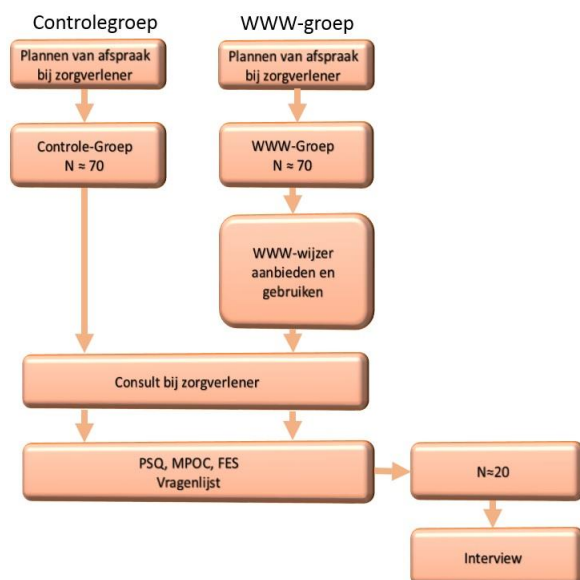 Controlegroep
WWW-groep
Plannen van afspraak
bij zorgverlener
Plannen van afspraak
bij zorgverlener
Controle-Groep
N ≈ 70
WWW-Groep
N ≈ 70
WWW-wijzer
aanbieden en
gebruiken
Consult bij zorgverlener
PSQ, MPOC, FES
Vragenlijst
N≈20
Interview